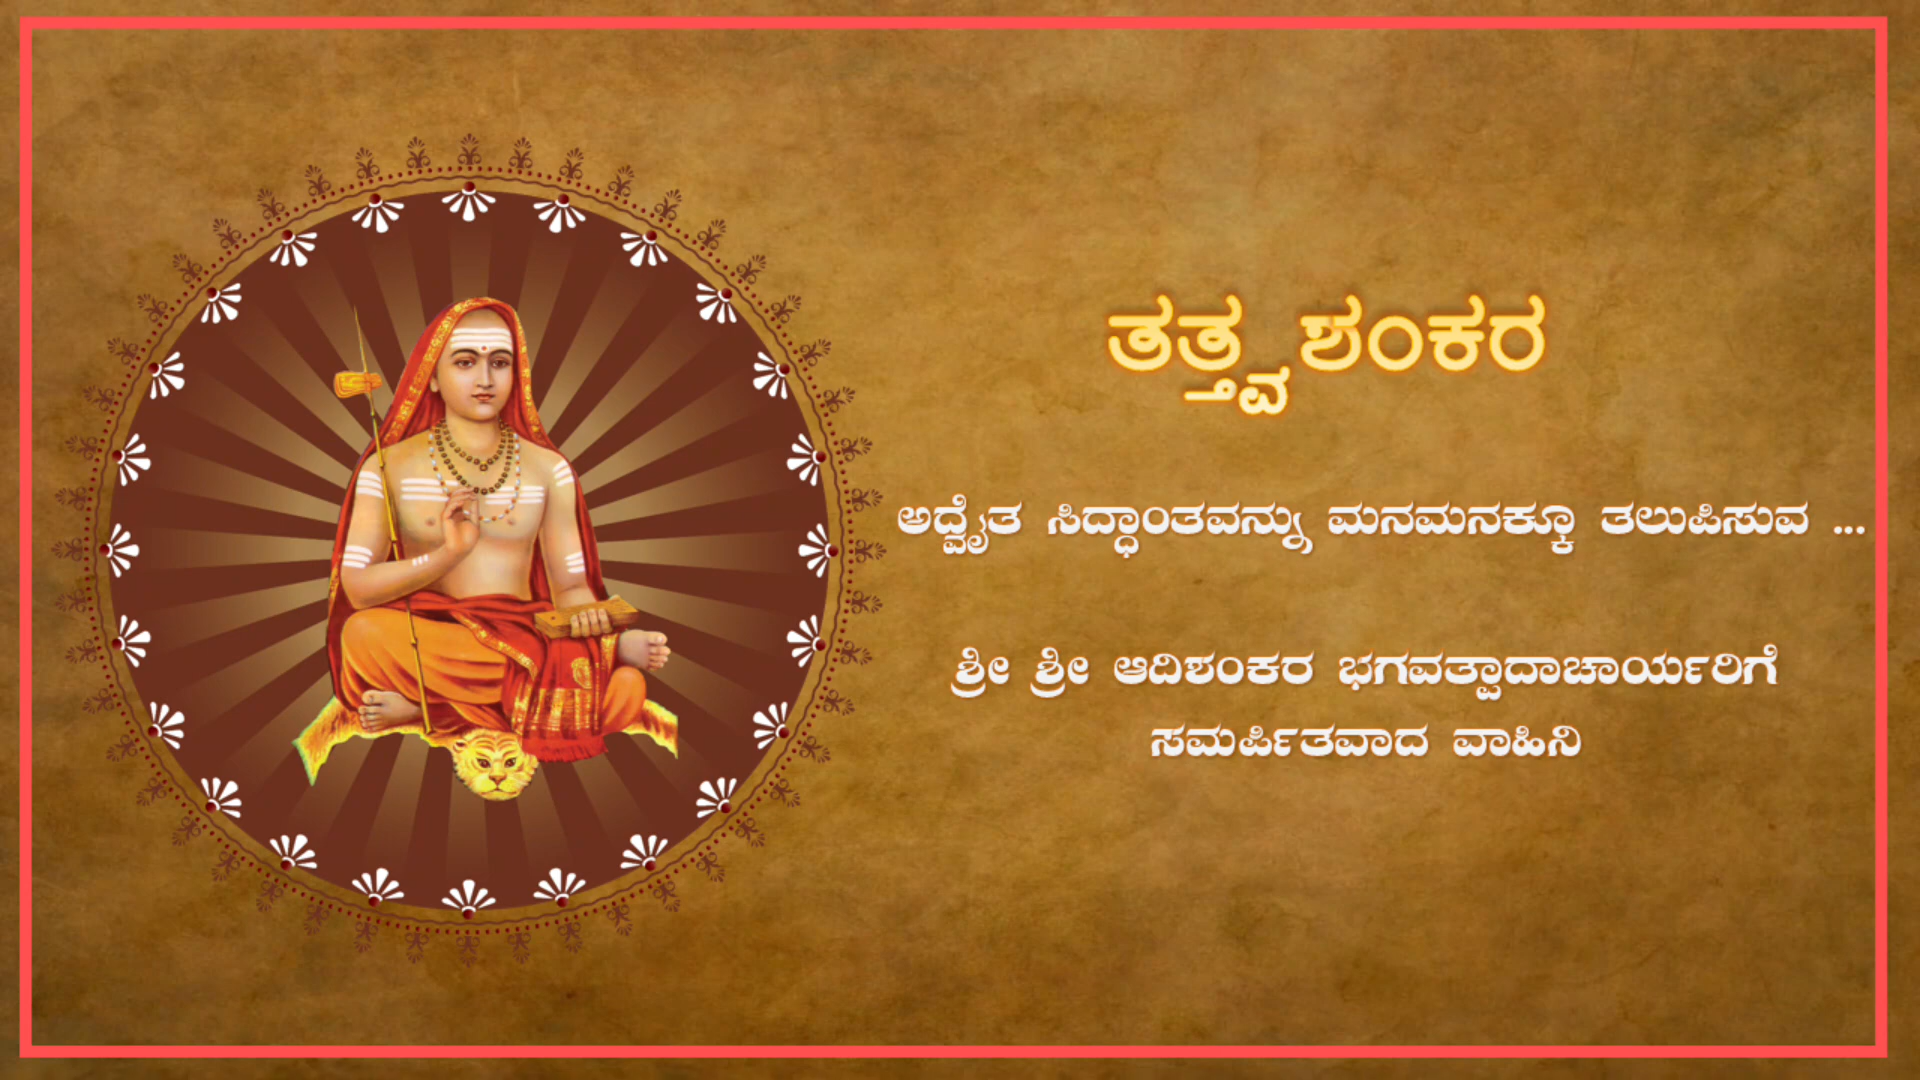 ತತ್ತ್ವಶಂಕರ
ಅದ್ವೈತ ಸಿದ್ಧಾಂತವನ್ನು ಮನಮನಕ್ಕೂ ತಲುಪಿಸುವ ...
ಶ್ರೀ ಶ್ರೀ ಆದಿಶಂಕರ ಭಗವತ್ಪಾದಾಚಾರ್ಯರಿಗೆ
ಸಮರ್ಪಿತವಾದ ವಾಹಿನಿ